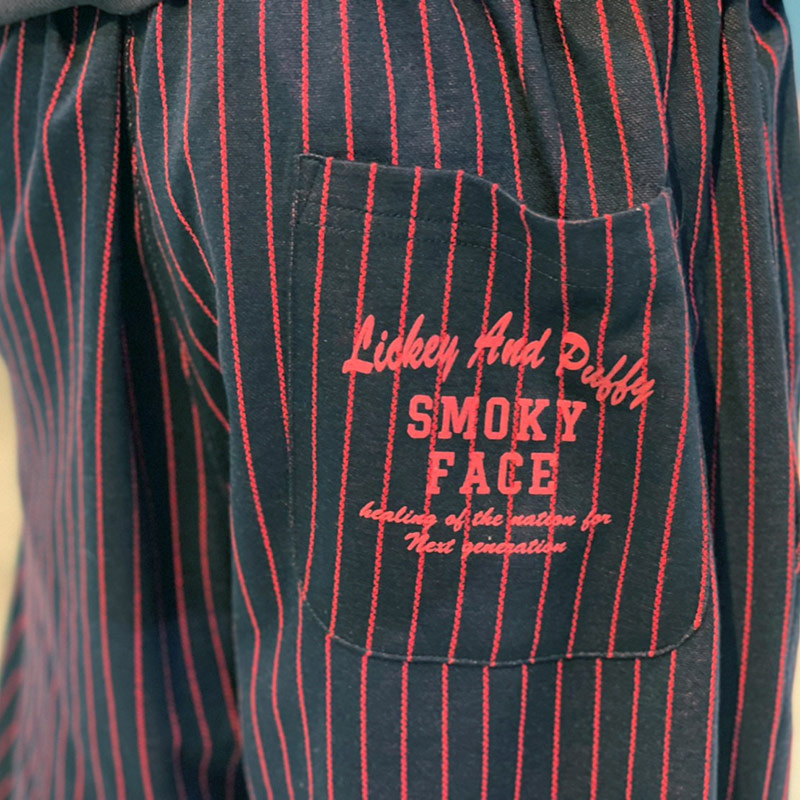 Lickey And Puffy
SMOKY
FACE
healing of the nation for
Next generation